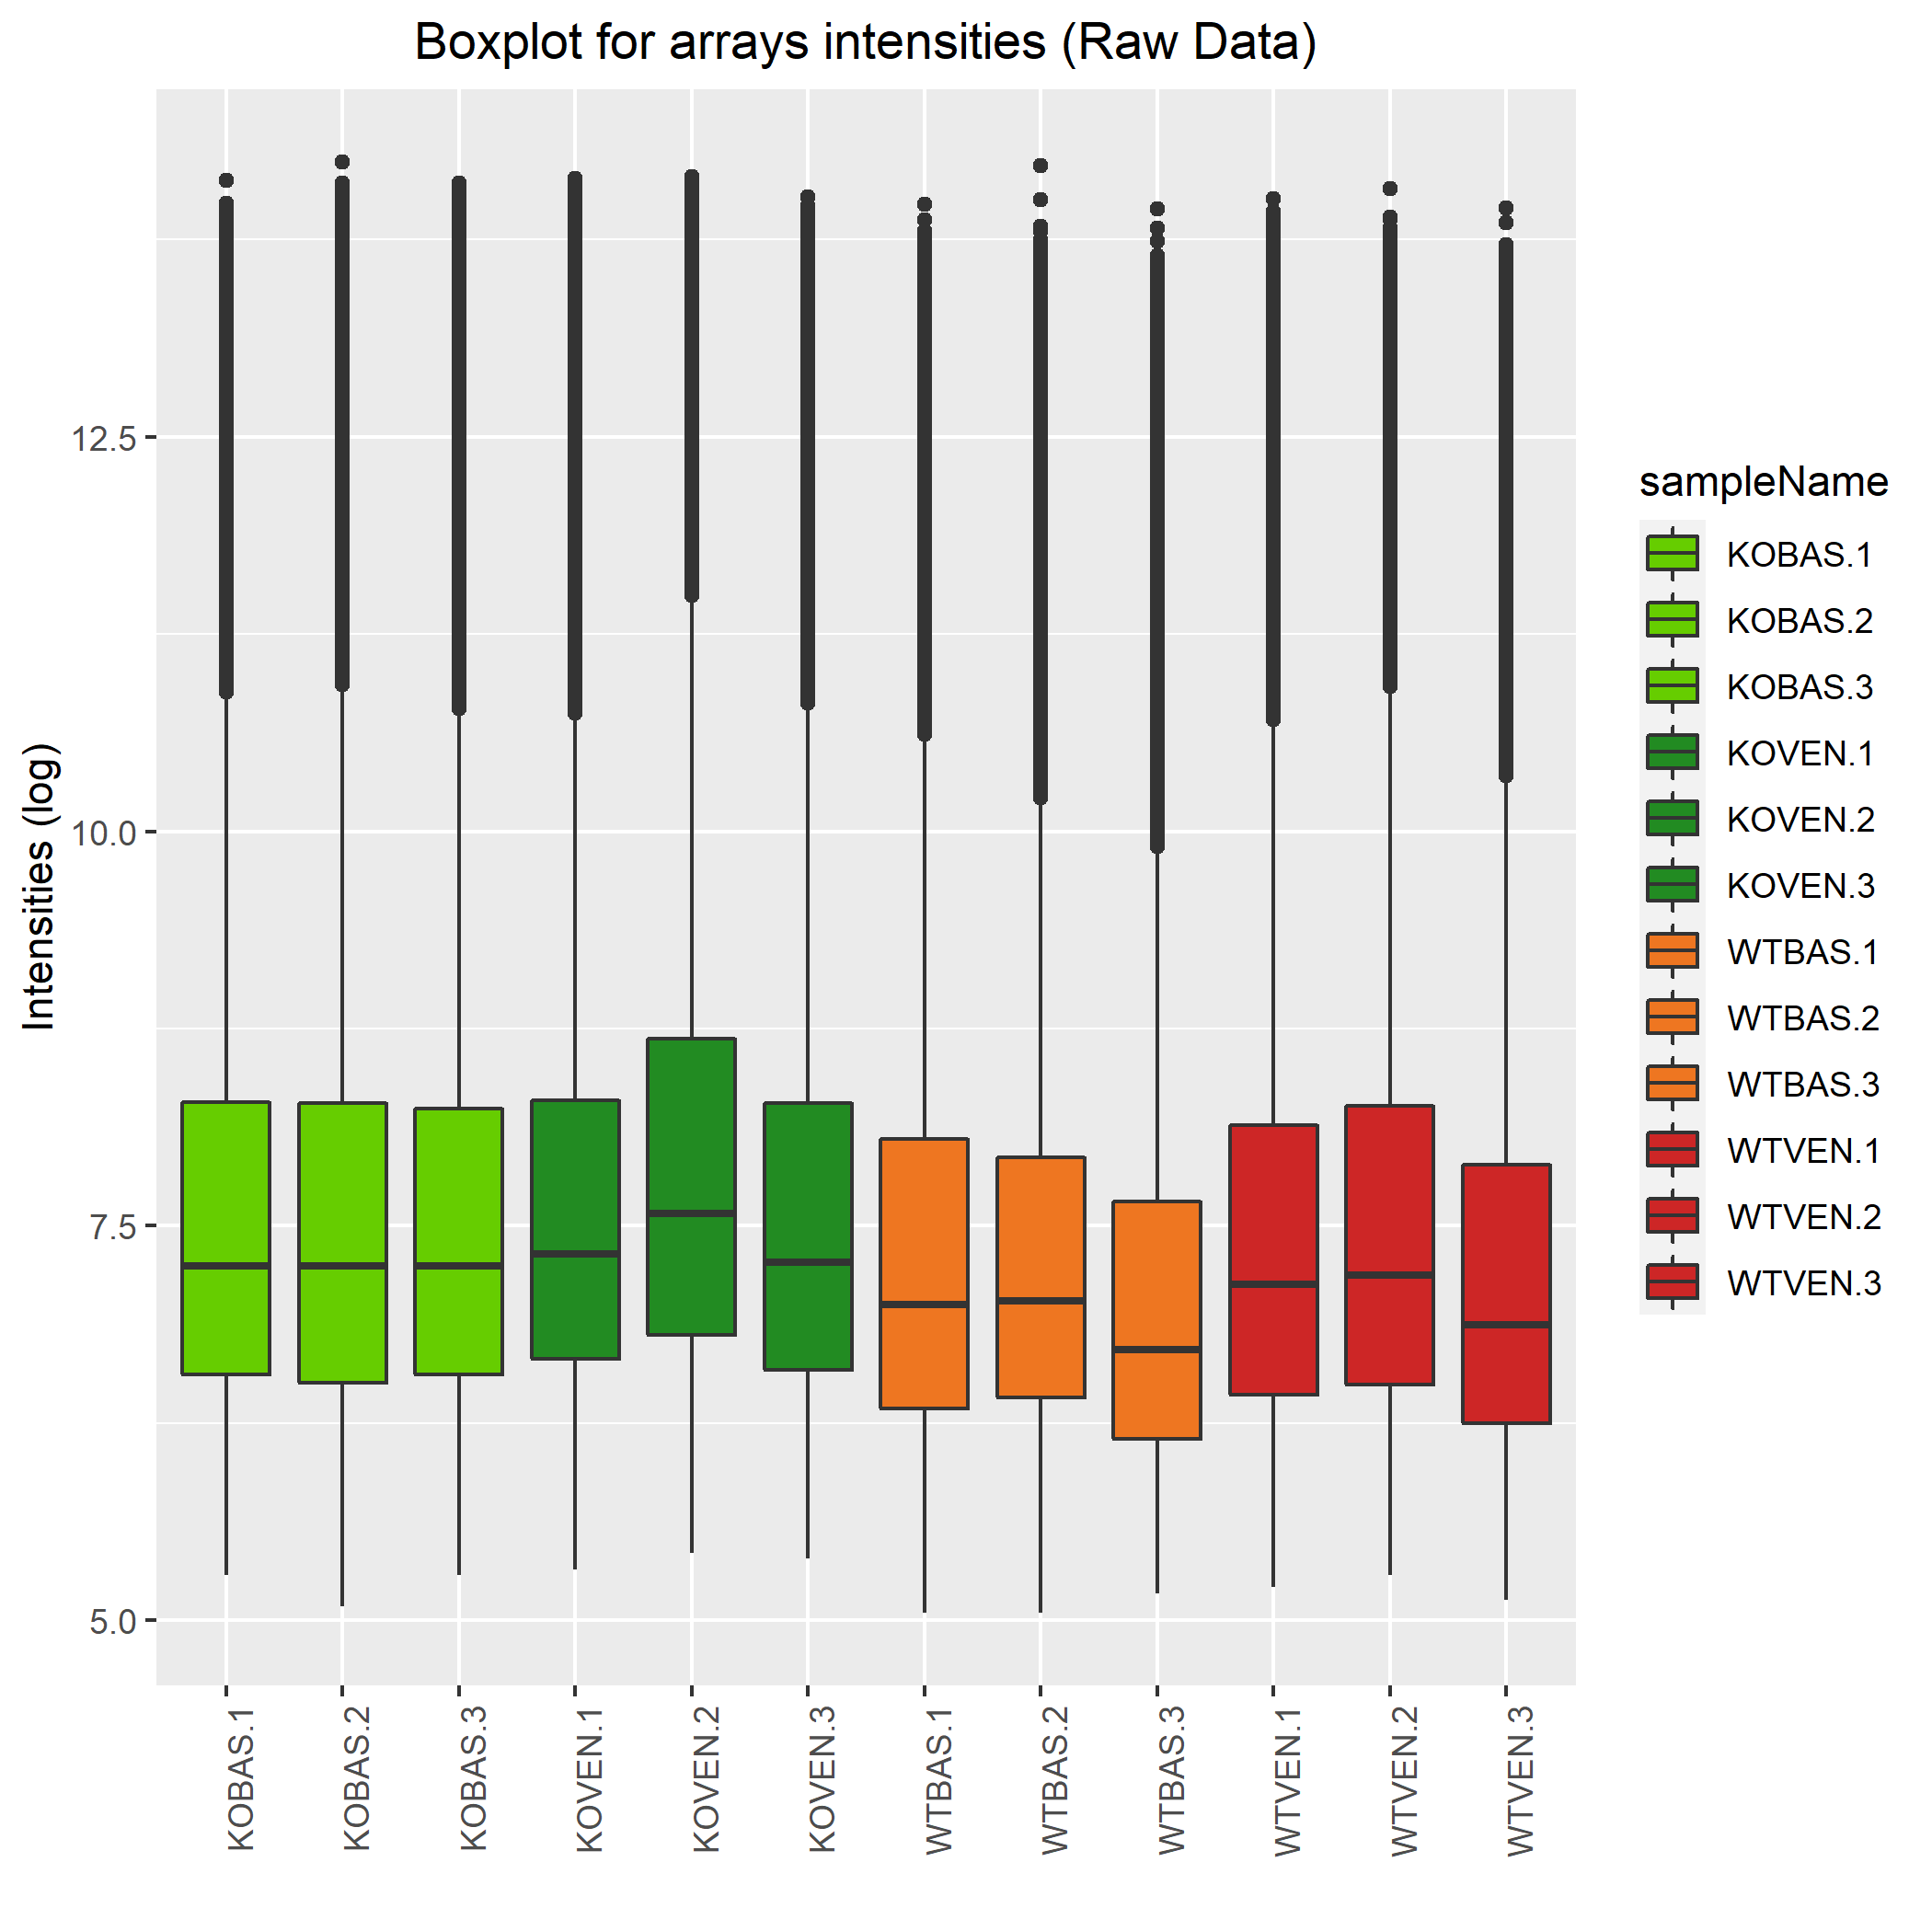 Boxplot for arrays intensities (Raw Data)
Intensities (log)
12.5
10.0
7.5
5.0
KOBAS.1
KOBAS.2
KOBAS.3
KOVEN.1
KOVEN.2
KOVEN.3
WTBAS.1
WTBAS.2
WTBAS.3
WTVEN.1
WTVEN.2
WTVEN.3
sampleName
KOBAS.1
KOBAS.2
KOBAS.3
KOVEN.1
KOVEN.2
KOVEN.3
WTBAS.1
WTBAS.2
WTBAS.3
WTVEN.1
WTVEN.2
WTVEN.3